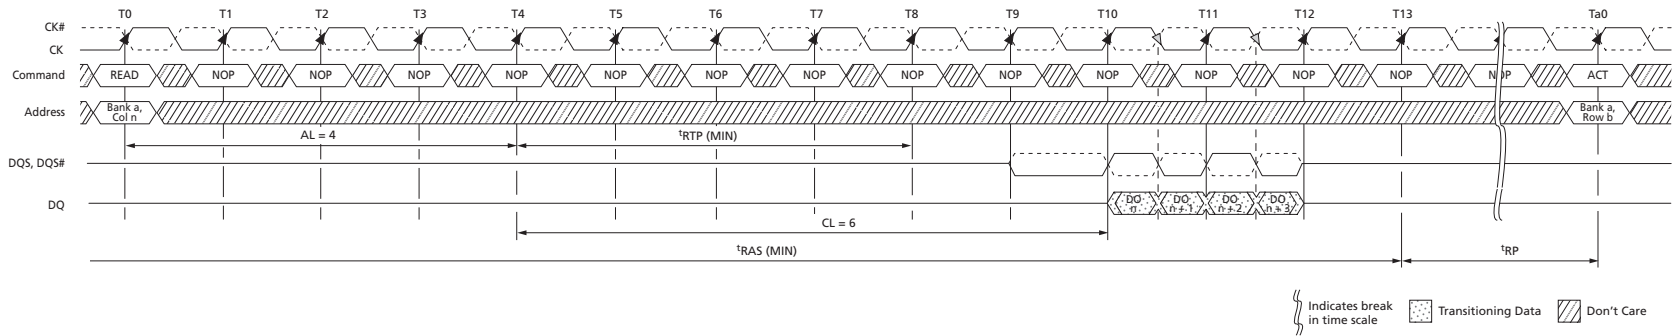 T0 T1 T2 T3 T4 T5 T6 T7 T8 T9 T10 T11 T12 T13 Ta0
CK#
CK
Command READ NOP NOP NOP NOP NOP NOP NOP NOP NOP NOP NOP NOP NOP NOP ACT
Address Bank a, Col n Bank a, Row b
AL = 4 tRTP (MIN)
DQS, DQS#
DQ DO n DO n + 1 DO n + 2 DO n + 3
CL = 6
tRAS (MIN) tRP
Indicates break in time scale Transitioning Data Don't Care